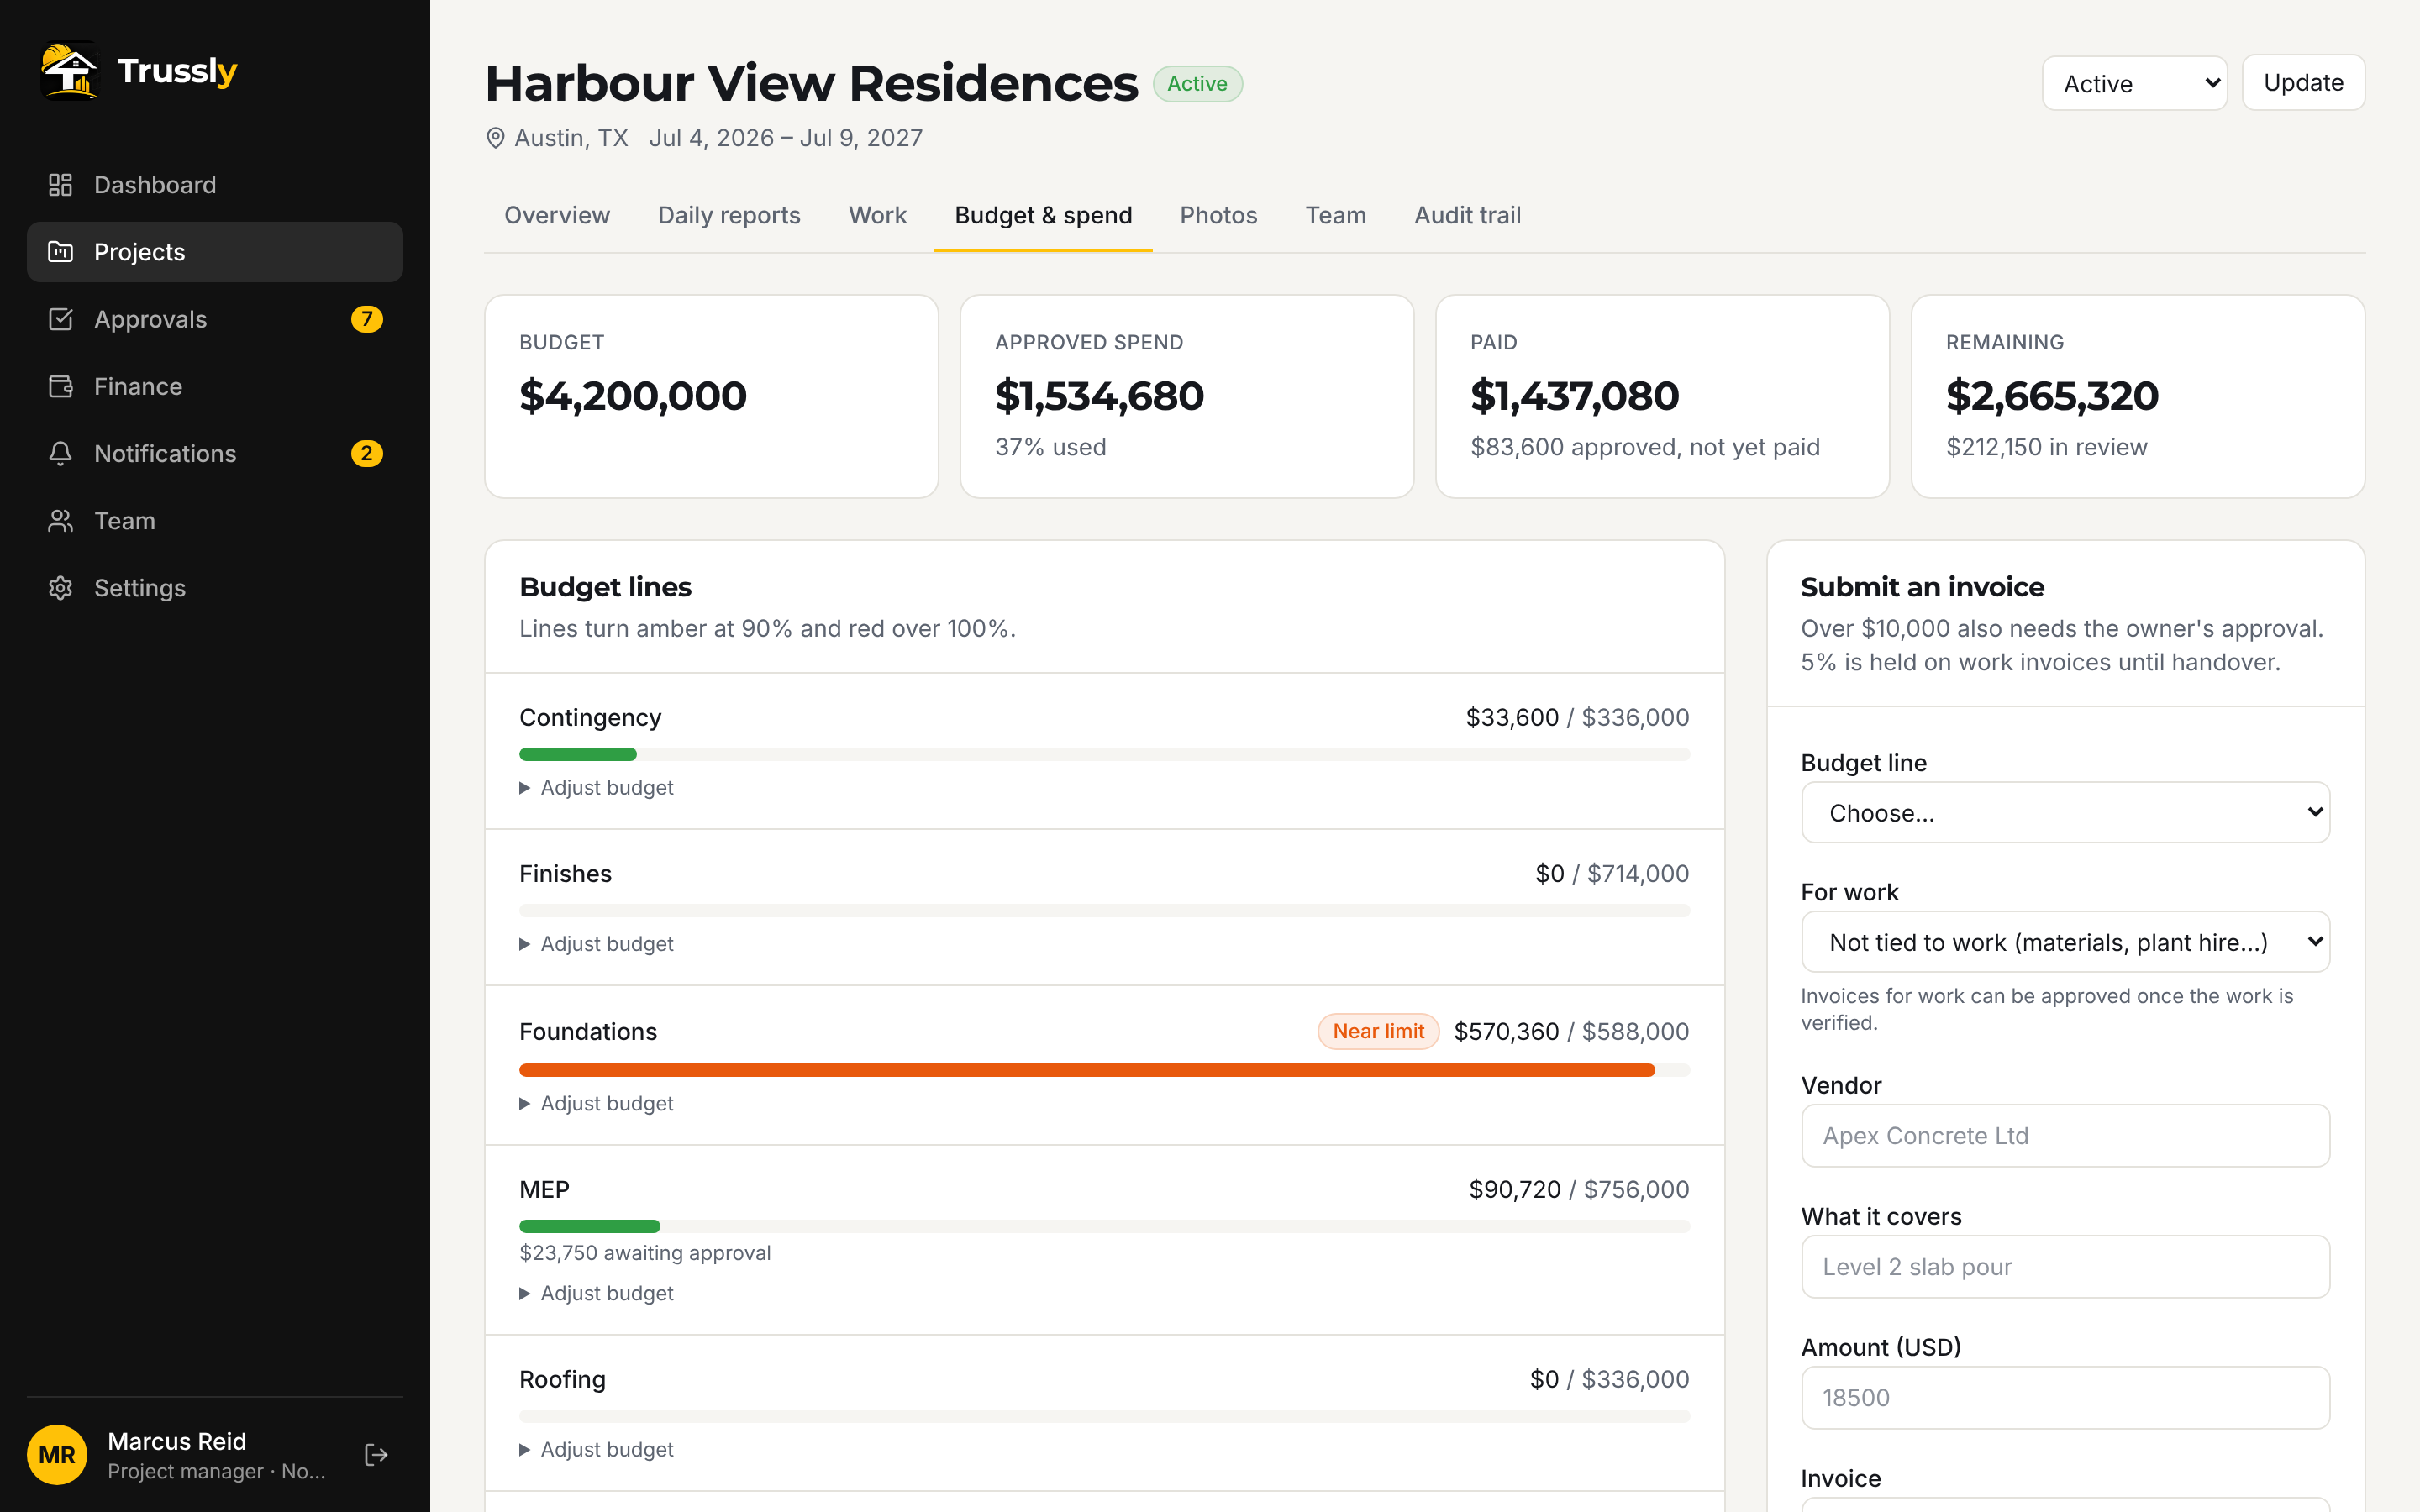 Trussly
Dashboard
Projects
Approvals 7
Finance
Notifications 2
Team
Settings
MR
Marcus Reid
Project manager · No...
Harbour View Residences Active
Austin, TX Jul 4, 2026 – Jul 9, 2027
Active
Update
Overview Daily reports Work Budget & spend Photos Team Audit trail
BUDGET
$4,200,000
APPROVED SPEND
$1,534,680
37% used
PAID
$1,437,080
$83,600 approved, not yet paid
REMAINING
$2,665,320
$212,150 in review
Budget lines
Lines turn amber at 90% and red over 100%.
Contingency $33,600 / $336,000
Adjust budget
Finishes $0 / $714,000
Adjust budget
Foundations Near limit $570,360 / $588,000
Adjust budget
MEP $90,720 / $756,000
$23,750 awaiting approval
Adjust budget
Roofing $0 / $336,000
Adjust budget
Submit an invoice
Over $10,000 also needs the owner's approval.
5% is held on work invoices until handover.
Budget line
Choose...
For work
Not tied to work (materials, plant hire...)
Invoices for work can be approved once the work is
verified.
Vendor
Apex Concrete Ltd
What it covers
Level 2 slab pour
Amount (USD)
18500
Invoice